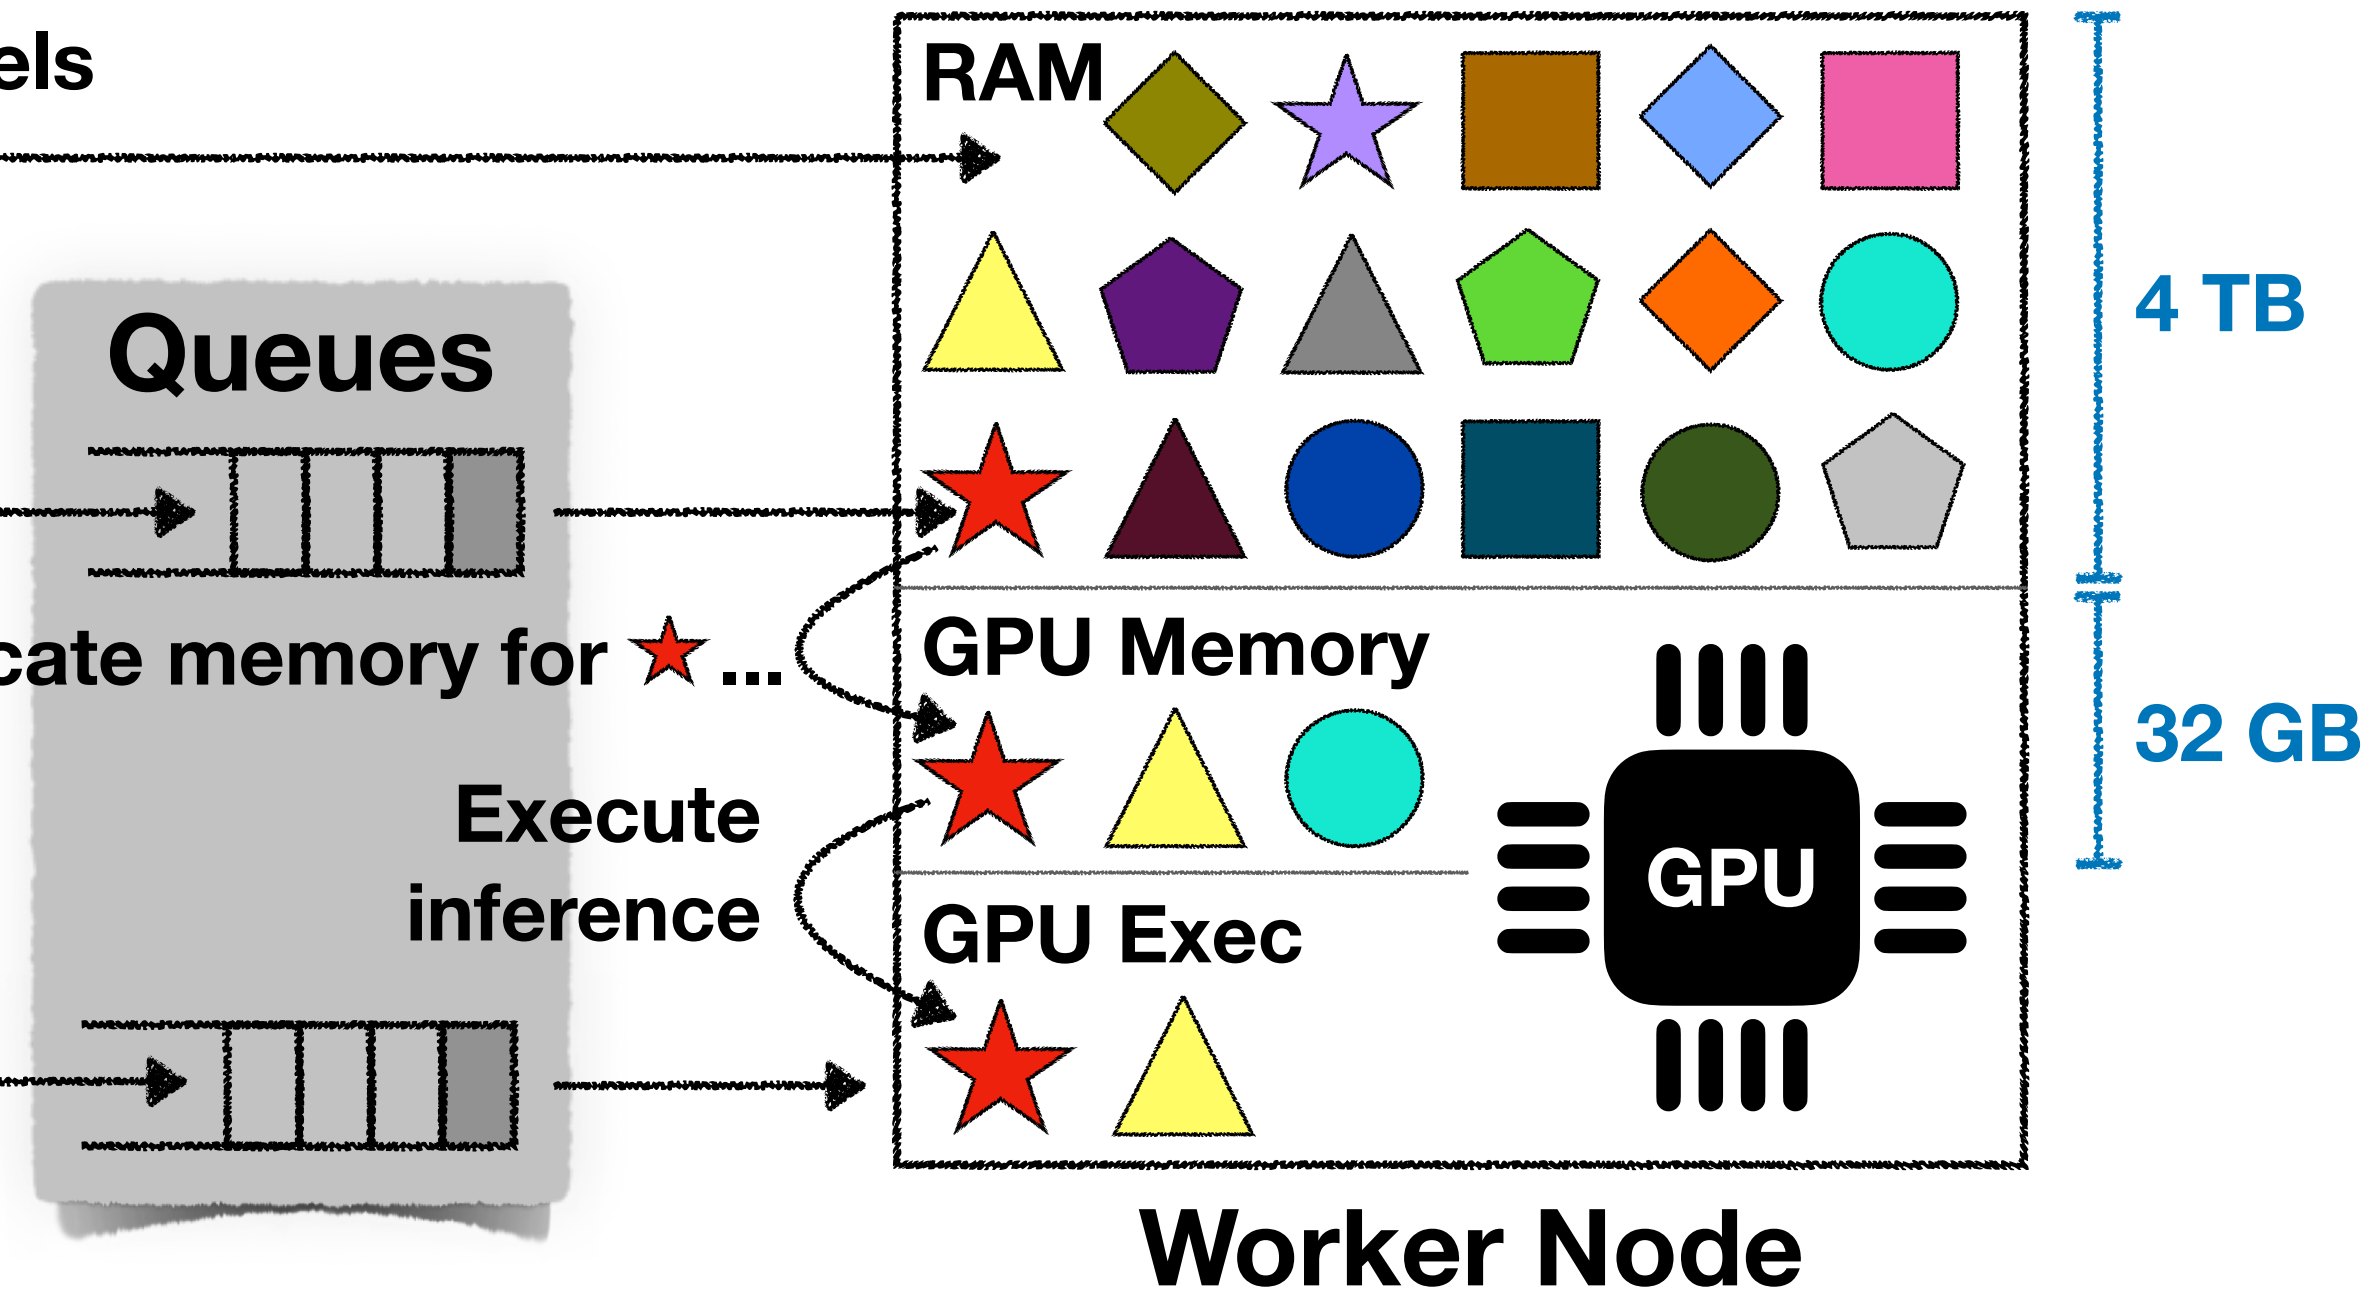 els
RAM
4 TB
Queues
cate memory for ...
GPU Memory
32 GB
Execute
inference
GPU
GPU Exec
Worker Node